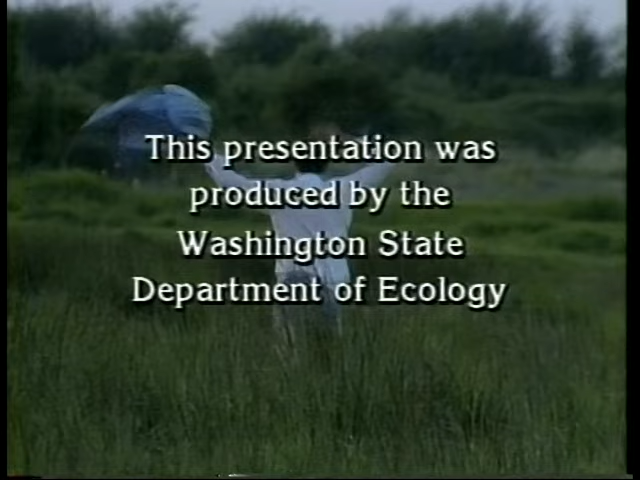 This presentation was
produced by the
Washington State
Department of Ecology